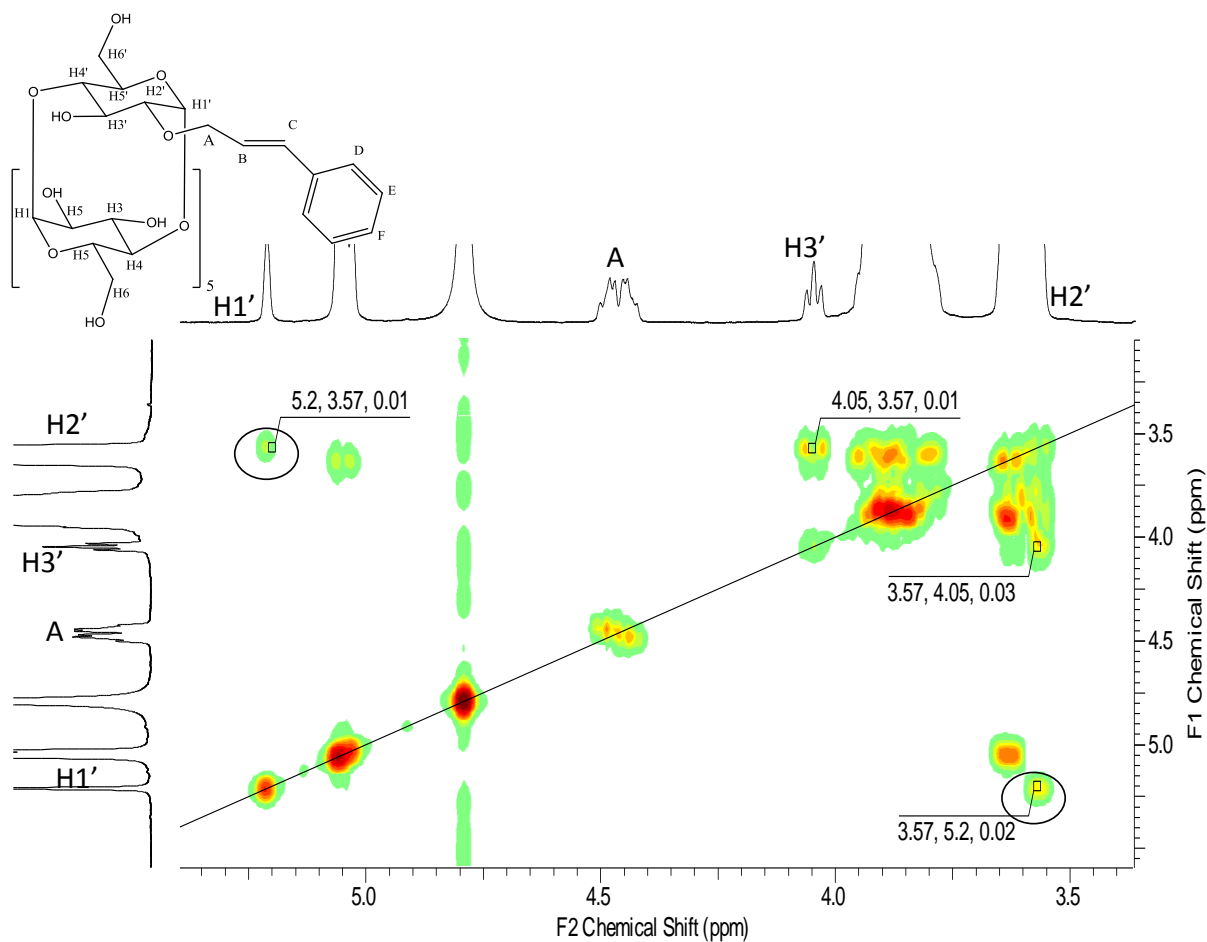 OH
H6'
H4'
O
H5'
H2'
O
H1'
HO
H3'
O
A
B
C
D
E
F
OH
H1
H5
H3
OH
O
O
H5
H4
H6
5
HO
H1'
A
H3'
H2'
H2'
H3'
A
H1'
5.2, 3.57, 0.01
4.05, 3.57, 0.01
3.57, 4.05, 0.03
3.57, 5.2, 0.02
3.5
4.0
4.5
5.0
F1 Chemical Shift (ppm)
5.0 4.5 4.0 3.5
F2 Chemical Shift (ppm)